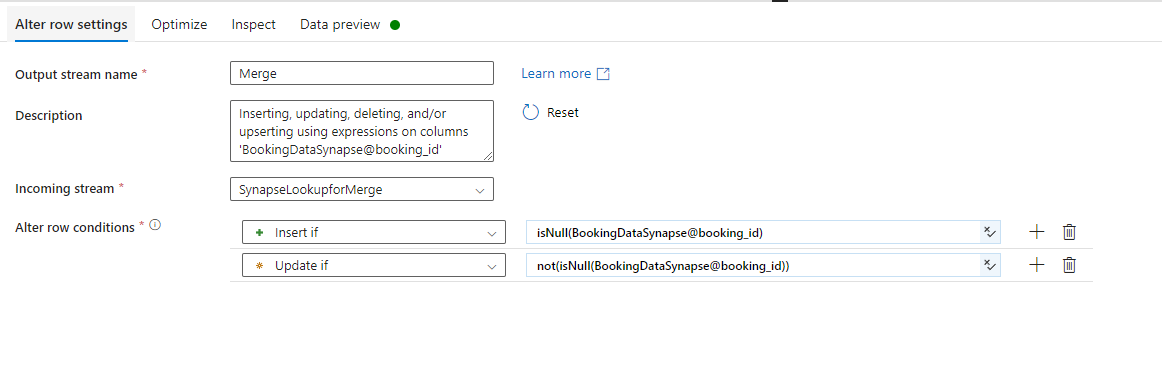 Alter row settings Optimize Inspect Data preview
Output stream name * Merge Learn more
Description Inserting, updating, deleting, and/or
upserting using expressions on columns
'BookingDataSynapse@booking_id'
Reset
Incoming stream * SynapseLookupforMerge
Alter row conditions * Insert if isNull(BookingDataSynapse@booking_id)
Update if not(isNull(BookingDataSynapse@booking_id))